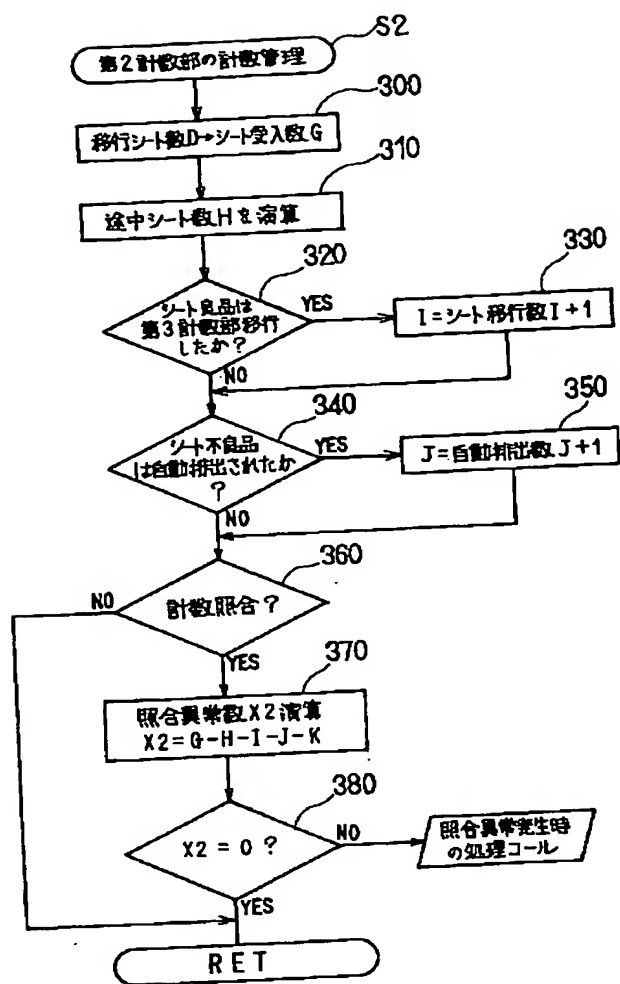 S2
第2計数部の計数管理
300
移行シート数D→シート受入数G
310
途中シート数Hを演算
320
シート良品は
第3計数部移行
したか?
YES
330
I=シート移行数I+1
NO
340
シート不良品
は自動排出されたか
?
YES
350
J=自動排出数J+1
NO
360
計数照合?
NO
YES
370
照合異常数X2演算
X2=G-H-I-J-K
380
X2=0?
NO
照合異常発生時
の処理コール
YES
RET